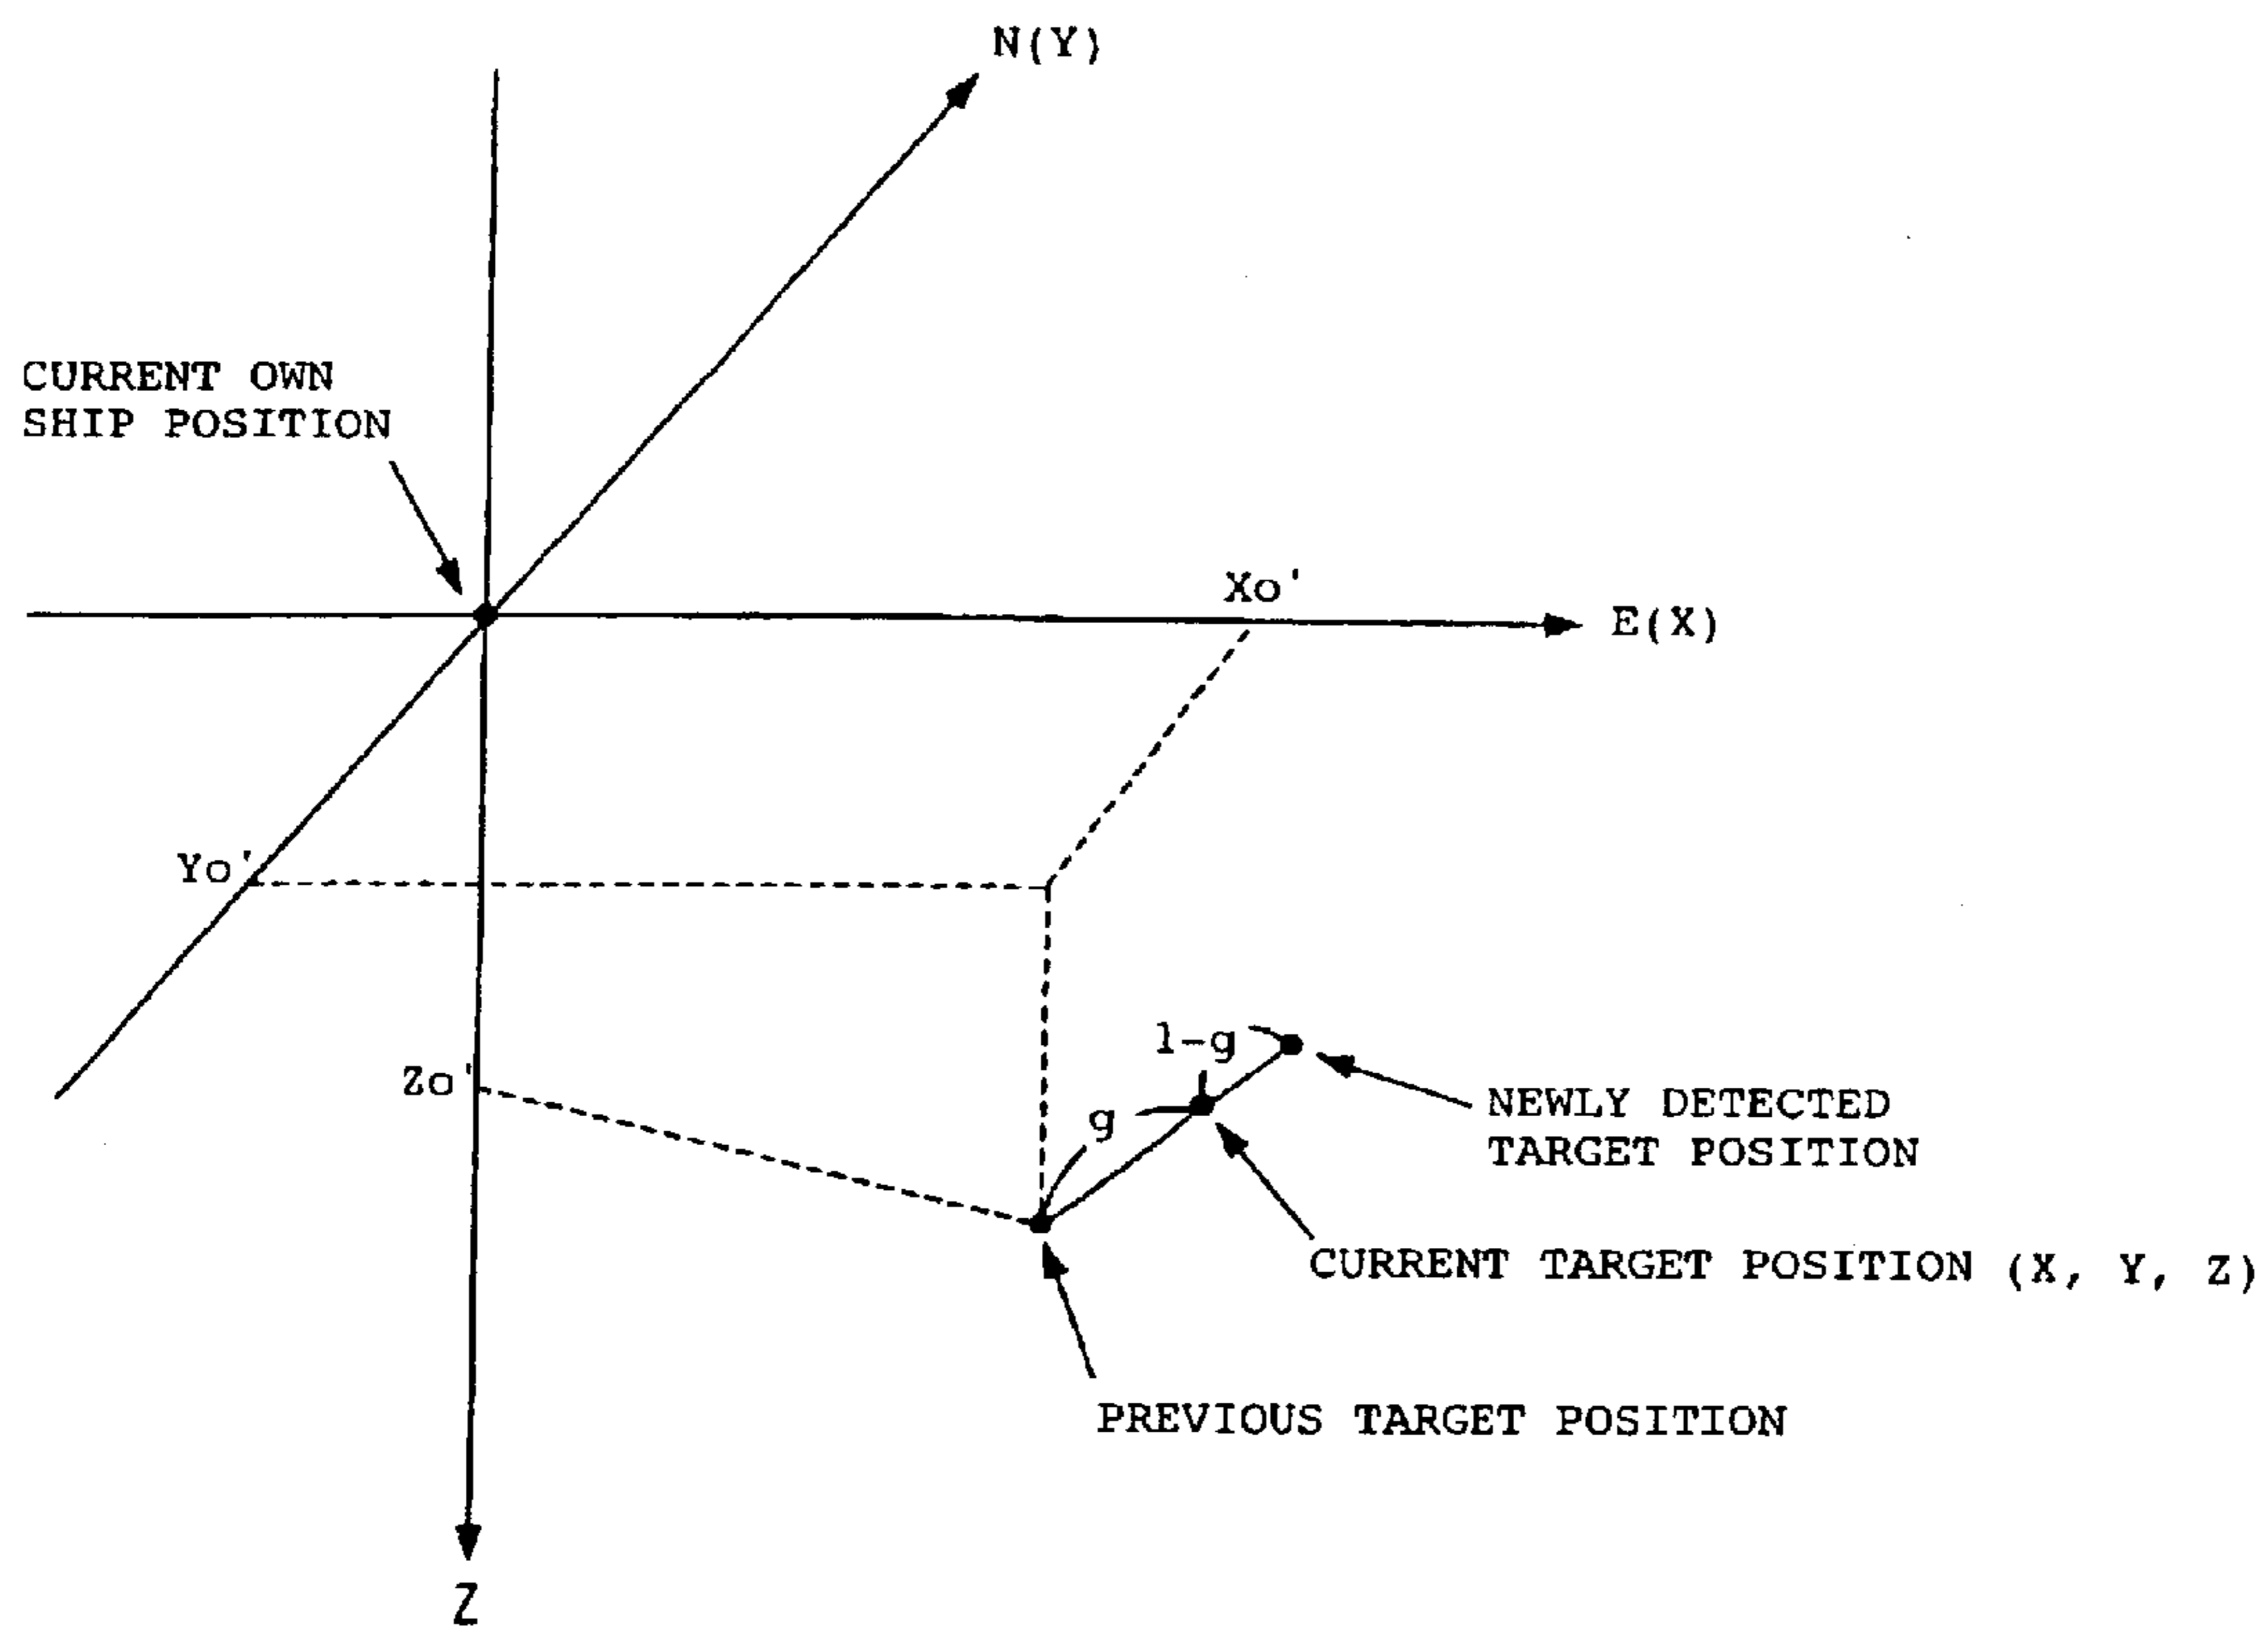 N(Y)
CURRENT OWN
SHIP POSITION
Xo'
E(X)
Yo'
Zo'
1-g
g
NEWLY DETECTED
TARGET POSITION
CURRENT TARGET POSITION (X, Y, Z)
PREVIOUS TARGET POSITION
Z